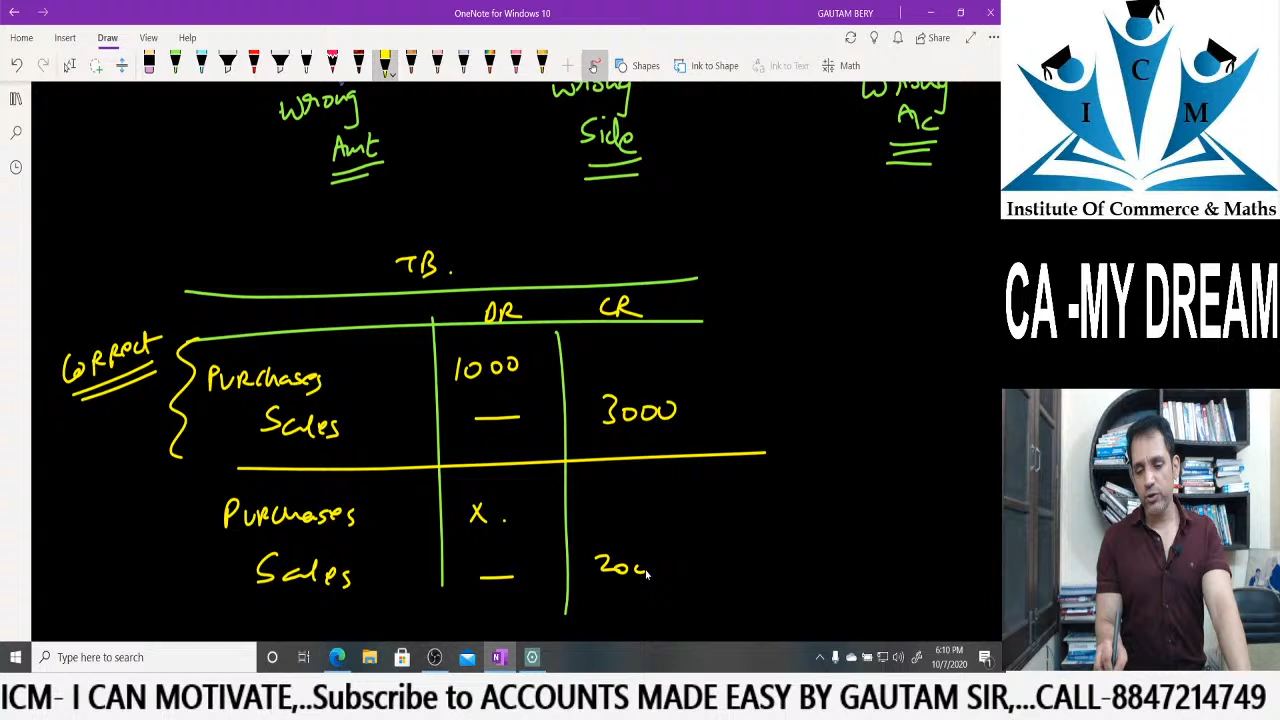 OneNote for Windows 10
GAUTAM BERY
Home Insert Draw View Help
Share
Shapes
Ink to Shape
Ink to Text
Math
Wrong
Amt
Wrong
Side
Wrong
A/C
TB.
DR CR
Correct
Purchases 1000
Sales — 3000
Purchases X .
Sales —
I C M
Institute Of Commerce & Maths
CA -MY DREAM
Type here to search
6:10 PM
10/7/2020
ICM- I CAN MOTIVATE,..Subscribe to ACCOUNTS MADE EASY BY GAUTAM SIR,...CALL-8847214749